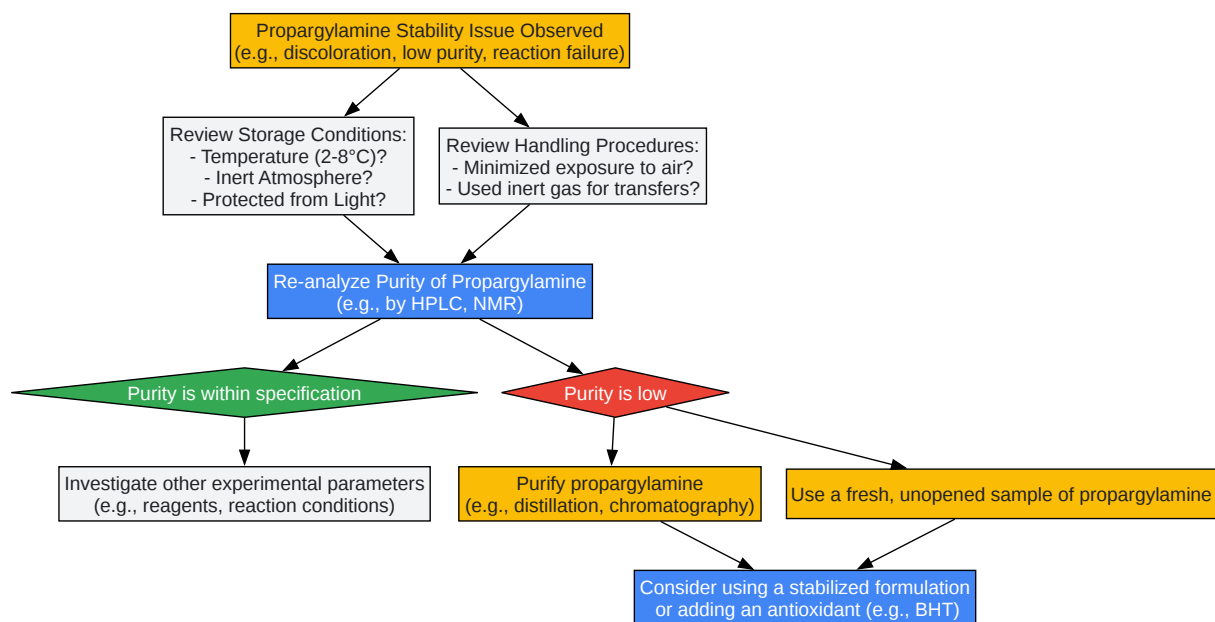 Propargylamine Stability Issue Observed
(e.g., discoloration, low purity, reaction failure)
Review Storage Conditions:
- Temperature (2-8°C)?
- Inert Atmosphere?
- Protected from Light?
Review Handling Procedures:
- Minimized exposure to air?
- Used inert gas for transfers?
Re-analyze Purity of Propargylamine
(e.g., by HPLC, NMR)
Purity is within specification
Purity is low
Investigate other experimental parameters
(e.g., reagents, reaction conditions)
Purify propargylamine
(e.g., distillation, chromatography)
Use a fresh, unopened sample of propargylamine
Consider using a stabilized formulation
or adding an antioxidant (e.g., BHT)